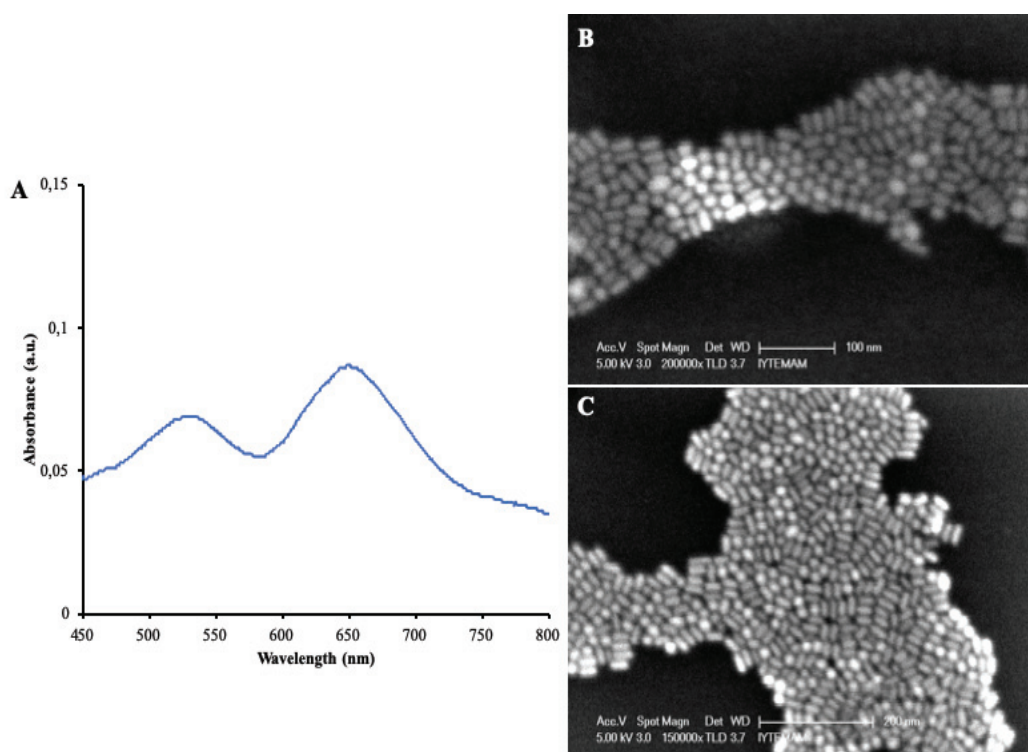 A
Absorbance (a.u.)
0,15
0,1
0,05
0
450 500 550 600 650 700 750 800
Wavelength (nm)
B
Acc.V Spot Magn Det WD 100 nm
5.00 kV 3.0 200000x TLD 3.7 IYTEMAM
C
Acc.V Spot Magn Det WD 200 nm
5.00 kV 3.0 150000x TLD 3.7 IYTEMAM